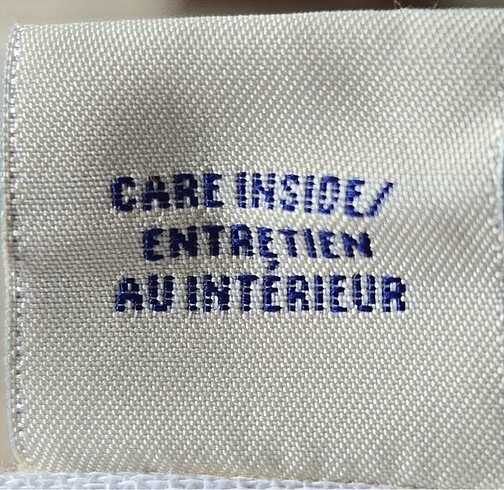 CARE INSIDE/
ENTRETIEN
AU INTÉRIEUR